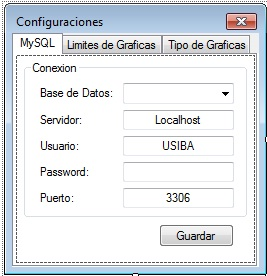 Configuraciones
MySQL Limites de Graficas Tipo de Graficas
Conexion
Base de Datos:
Servidor: Localhost
Usuario: USIBA
Password:
Puerto: 3306
Guardar